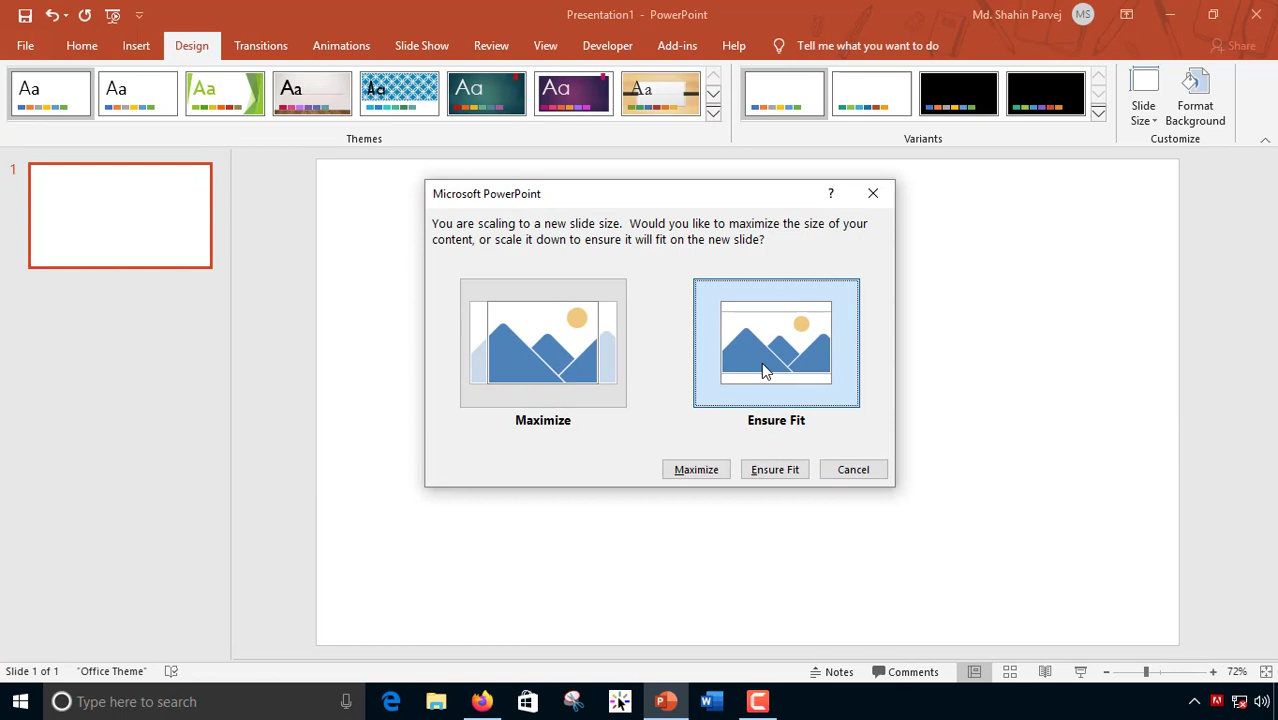 Presentation1 - PowerPoint
Md. Shahin Parvej
MS
File
Home
Insert
Design
Transitions
Animations
Slide Show
Review
View
Developer
Add-ins
Help
Tell me what you want to do
Share
Aa
Aa
Aa
Aa
Aa
Aa
Aa
Aa
Slide
Size
Format
Background
Themes
Variants
Customize
1
Microsoft PowerPoint
?
You are scaling to a new slide size. Would you like to maximize the size of your
content, or scale it down to ensure it will fit on the new slide?
Maximize
Ensure Fit
Maximize
Ensure Fit
Cancel
Slide 1 of 1
"Office Theme"
Notes
Comments
72%
Type here to search